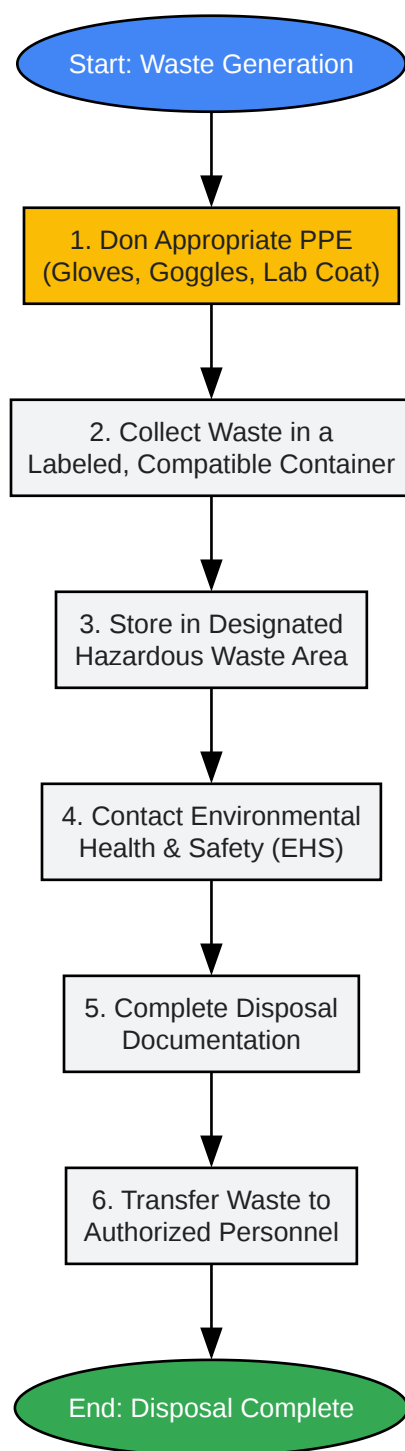 Start: Waste Generation
1. Don Appropriate PPE
(Gloves, Goggles, Lab Coat)
2. Collect Waste in a
Labeled, Compatible Container
3. Store in Designated
Hazardous Waste Area
4. Contact Environmental
Health & Safety (EHS)
5. Complete Disposal
Documentation
6. Transfer Waste to
Authorized Personnel
End: Disposal Complete